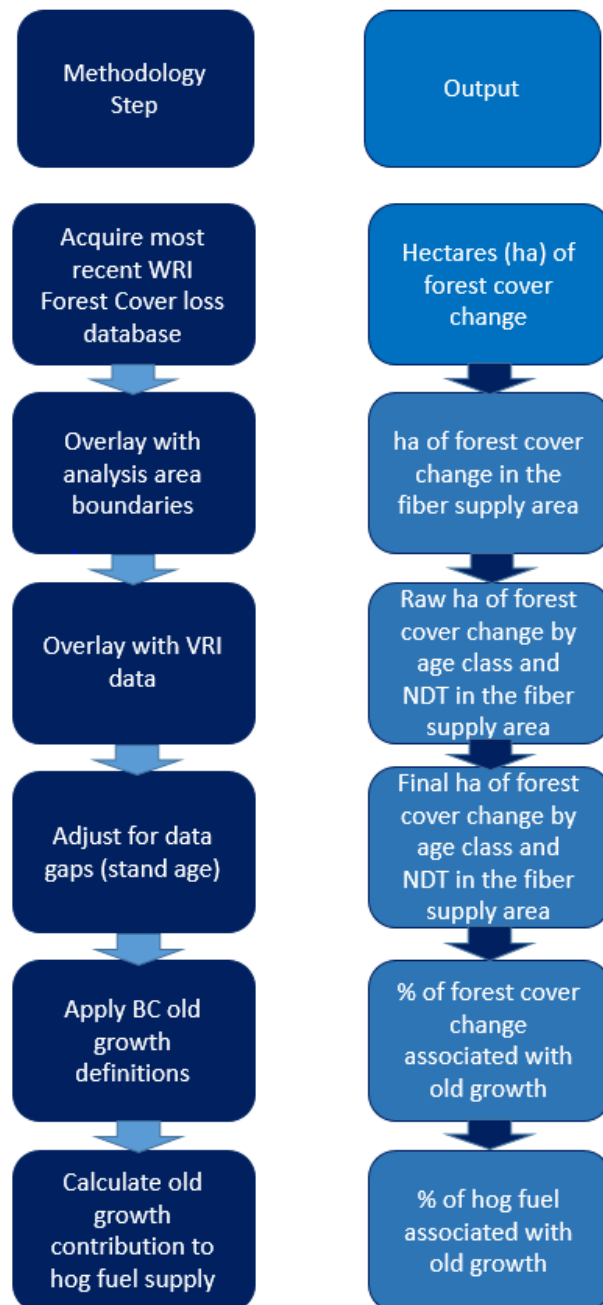 Methodology
Step
Output
Acquire most
recent WRI
Forest Cover loss
database
Hectares (ha) of
forest cover
change
Overlay with
analysis area
boundaries
ha of forest cover
change in the
fiber supply area
Overlay with VRI
data
Raw ha of forest
cover change by
age class and
NDT in the fiber
supply area
Adjust for data
gaps (stand age)
Final ha of forest
cover change by
age class and
NDT in the fiber
supply area
Apply BC old
growth
definitions
% of forest cover
change
associated with
old growth
Calculate old
growth
contribution to
hog fuel supply
% of hog fuel
associated with
old growth